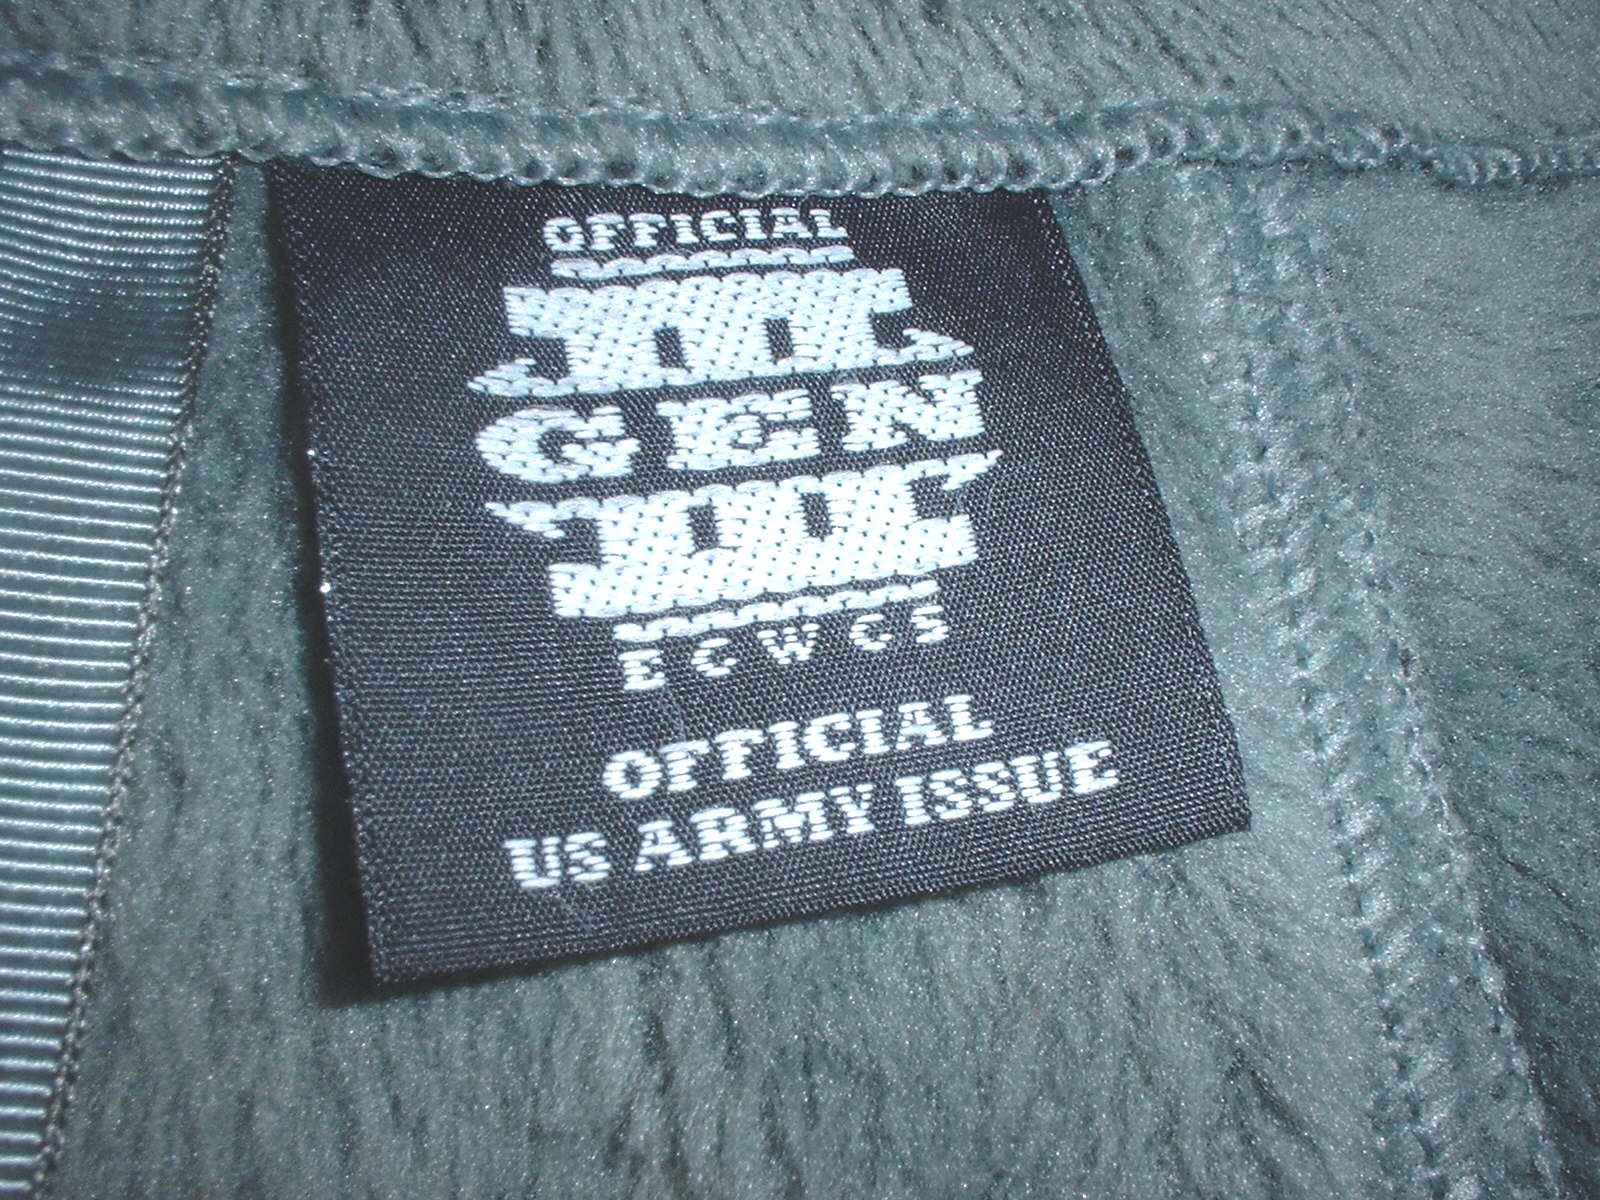 OFFICIAL
III
GEN
III
ECWCS
OFFICIAL
US ARMY ISSUE